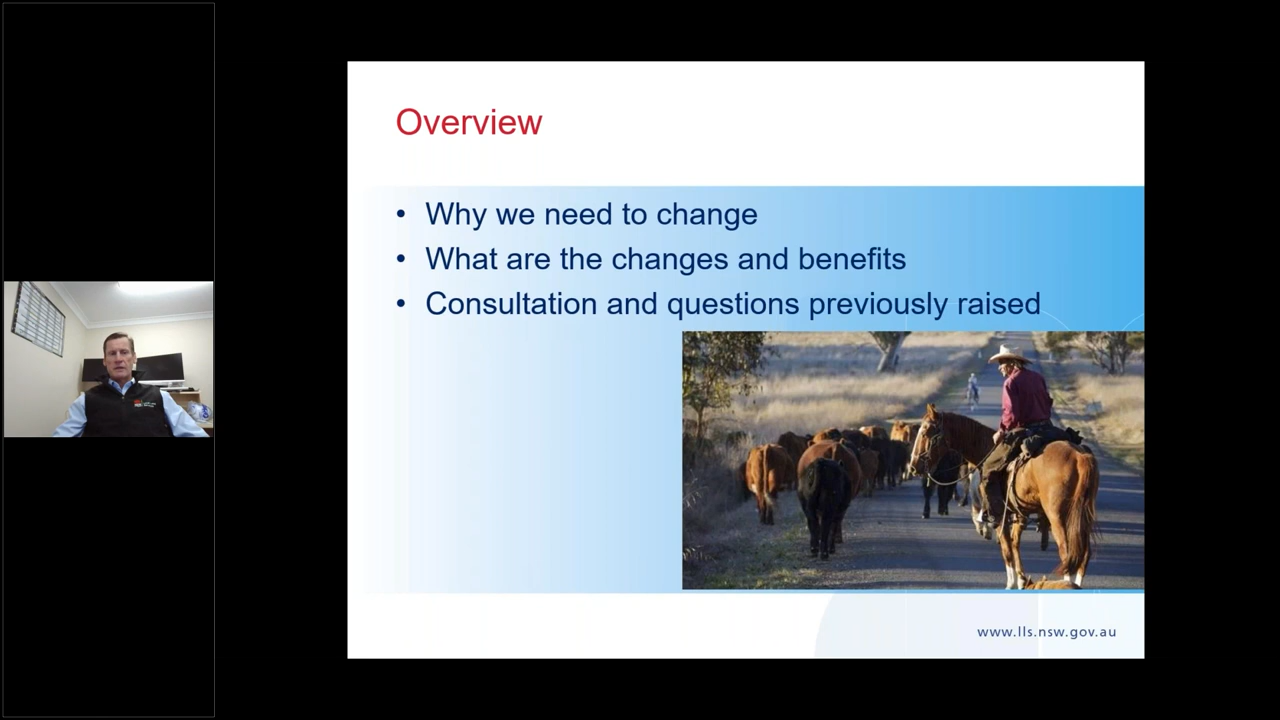 Overview
• Why we need to change
• What are the changes and benefits
• Consultation and questions previously raised
www.lls.nsw.gov.au